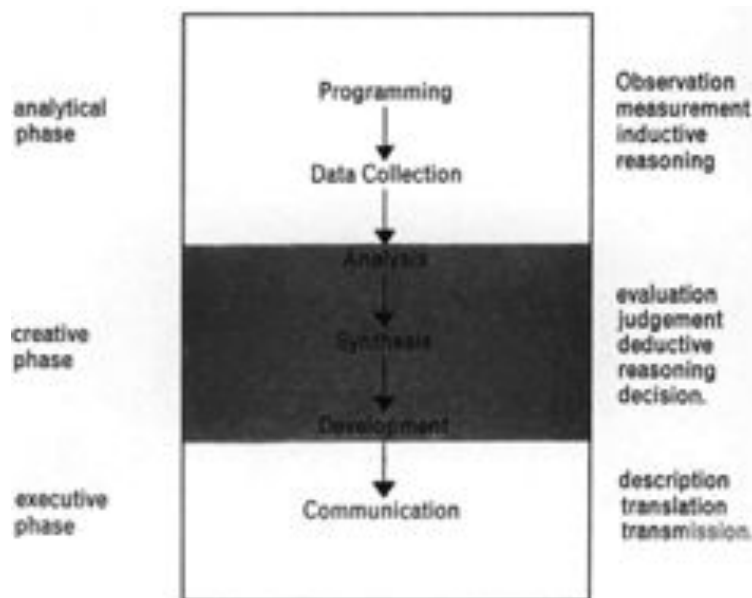 analytical
phase
Programming
Data Collection
Observation
measurement
inductive
reasoning
creative
phase
Analysis
Synthesis
Development
evaluation
judgement
deductive
reasoning
decision.
executive
phase
Communication
description
translation
transmission.